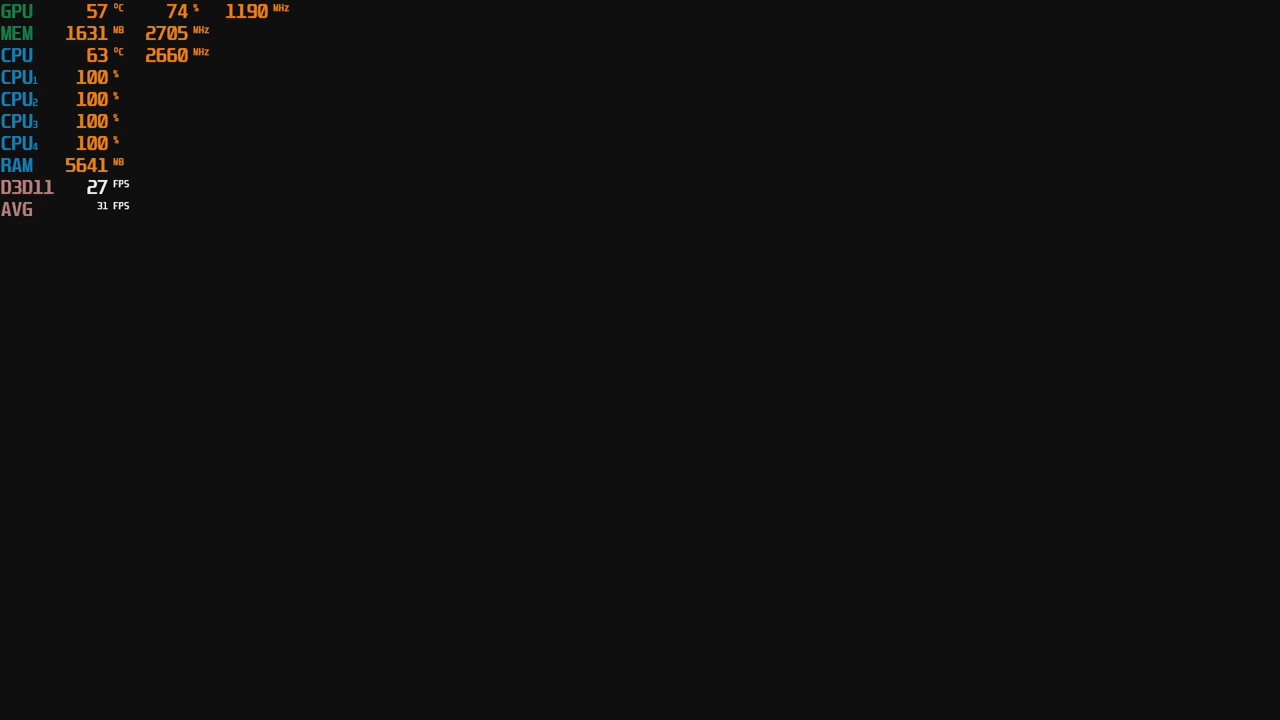 GPU 57 °C 74 % 1190 MHz
MEM 1631 MB 2705 MHz
CPU 63 °C 2660 MHz
CPU1 100 %
CPU2 100 %
CPU3 100 %
CPU4 100 %
RAM 5641 MB
D3D11 27 FPS
AVG 31 FPS